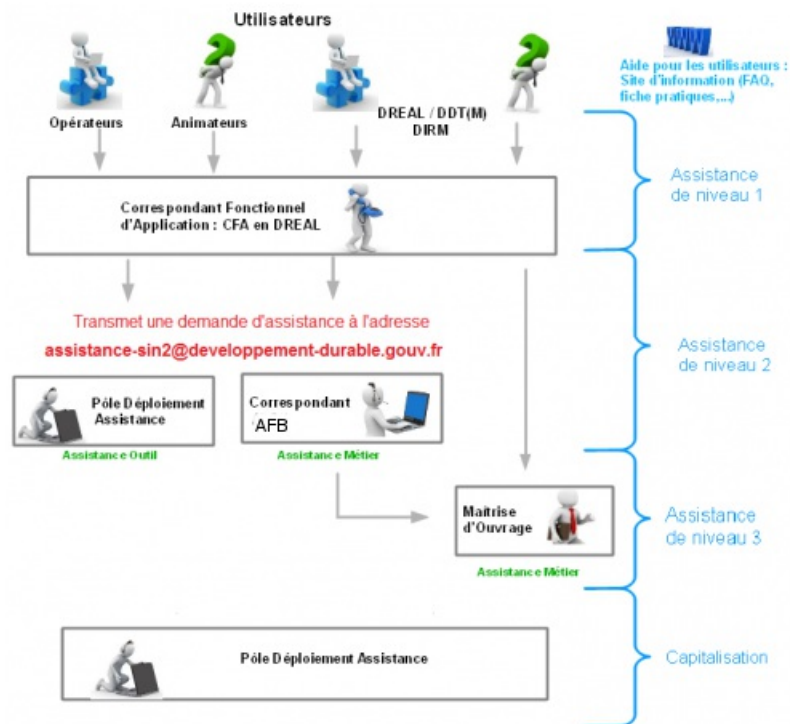 Utilisateurs
Aide pour les utilisateurs :
Site d'information (FAQ,
fiche pratiques,...)
Opérateurs
Animateurs
DREAL / DDT(M)
DIRM
Assistance
de niveau 1
Correspondant Fonctionnel
d'Application : CFA en DREAL
Transmet une demande d'assistance à l'adresse
assistance-sin2@developpement-durable.gouv.fr
Assistance
de niveau 2
Pôle Déploiement
Assistance
Correspondant
AFB
Assistance Outil
Assistance Métier
Maîtrise
d'Ouvrage
Assistance
de niveau 3
Assistance Métier
Pôle Déploiement Assistance
Capitalisation